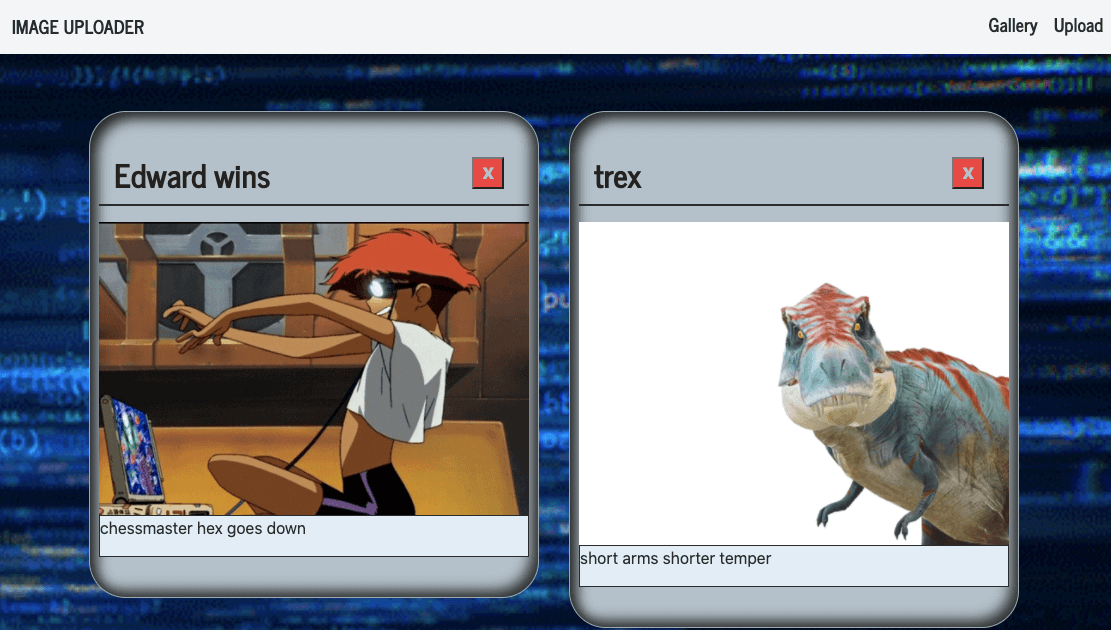 IMAGE UPLOADER
Gallery Upload
Edward wins
X
chessmaster hex goes down
trex
X
short arms shorter temper